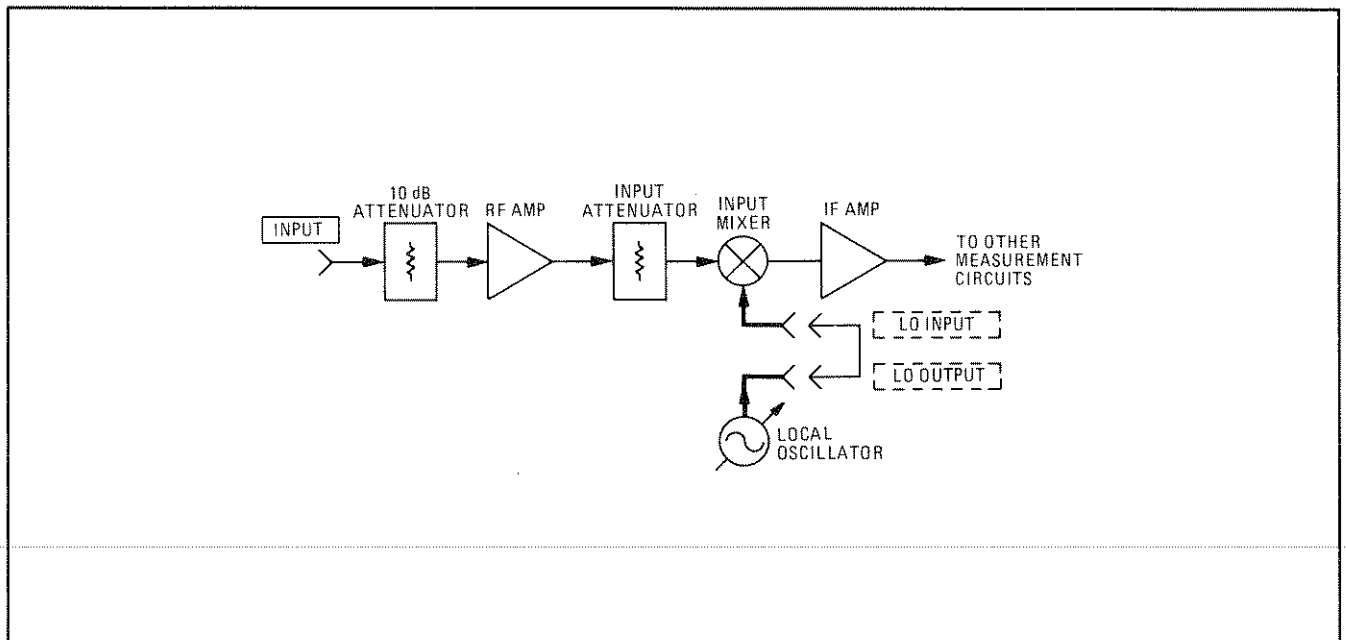 INPUT
10 dB
ATTENUATOR
RF AMP
INPUT
ATTENUATOR
INPUT
MIXER
IF AMP
TO OTHER
MEASUREMENT
CIRCUITS
LO INPUT
LO OUTPUT
LOCAL
OSCILLATOR